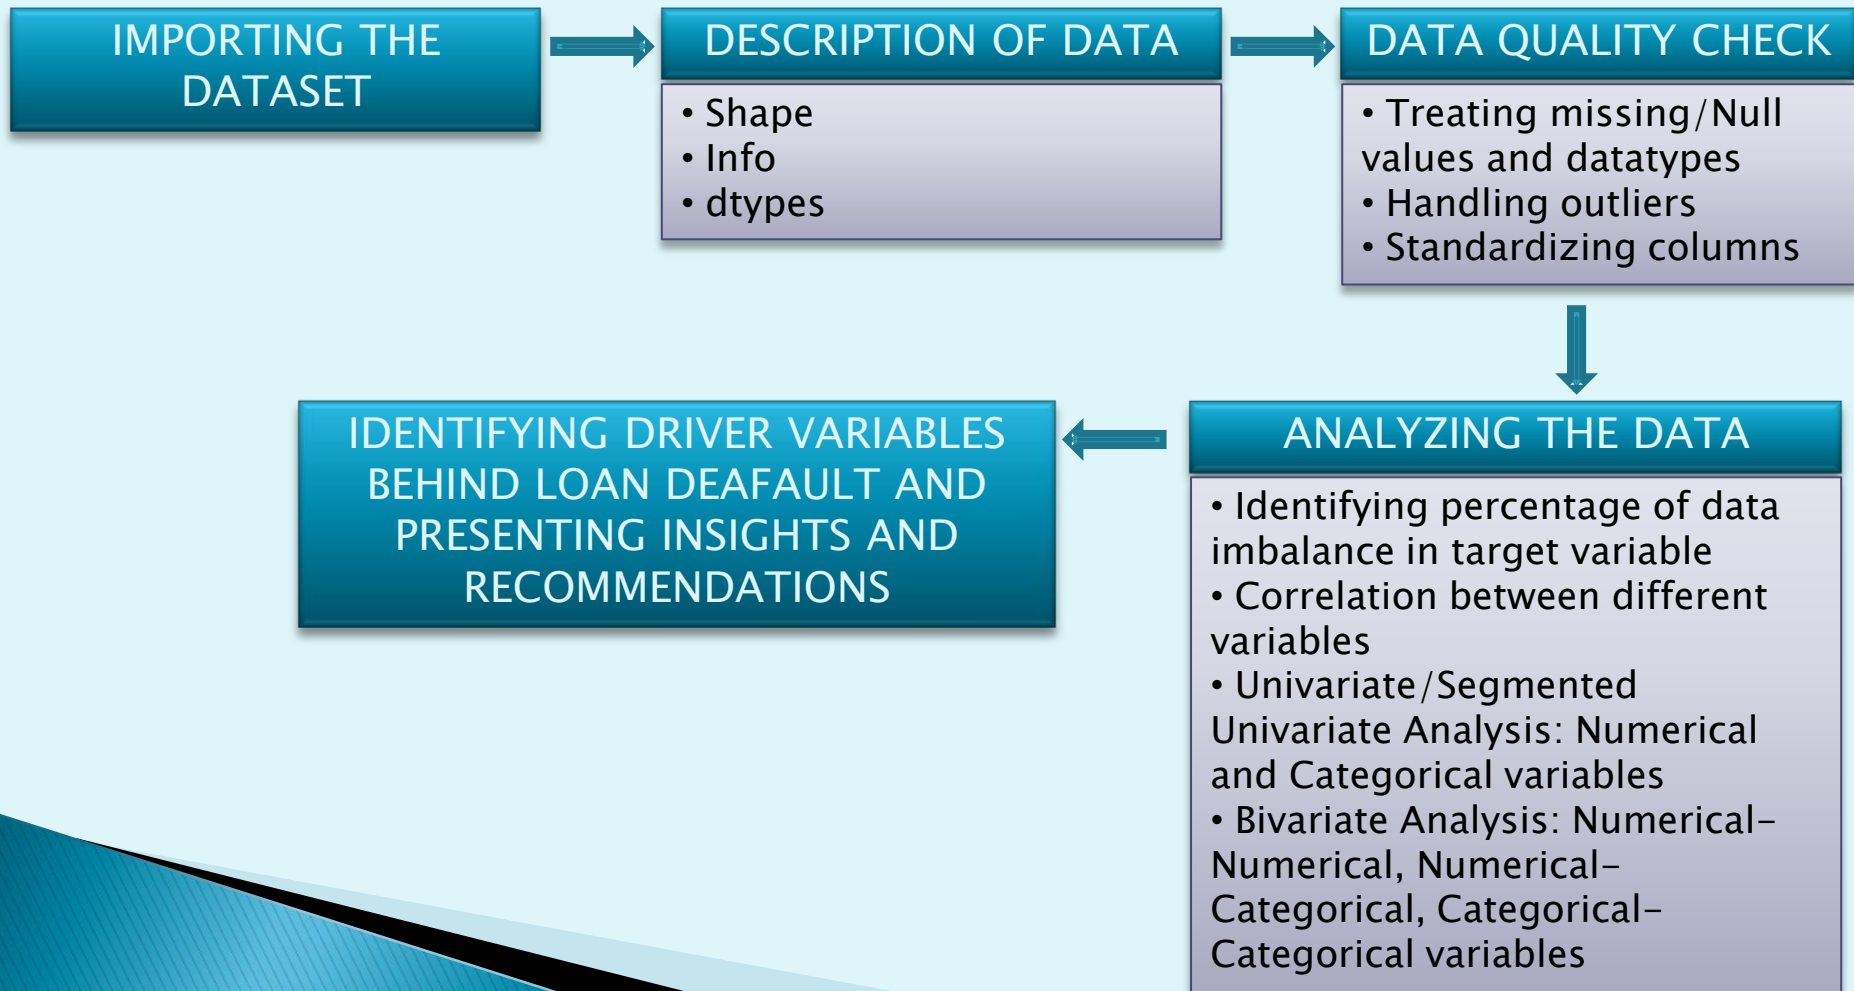 IMPORTING THE
DATASET
DESCRIPTION OF DATA
• Shape
• Info
• dtypes
DATA QUALITY CHECK
• Treating missing/Null
values and datatypes
• Handling outliers
• Standardizing columns
ANALYZING THE DATA
• Identifying percentage of data
imbalance in target variable
• Correlation between different
variables
• Univariate/Segmented
Univariate Analysis: Numerical
and Categorical variables
• Bivariate Analysis: Numerical-
Numerical, Numerical-
Categorical, Categorical-
Categorical variables
IDENTIFYING DRIVER VARIABLES
BEHIND LOAN DEAFAULT AND
PRESENTING INSIGHTS AND
RECOMMENDATIONS